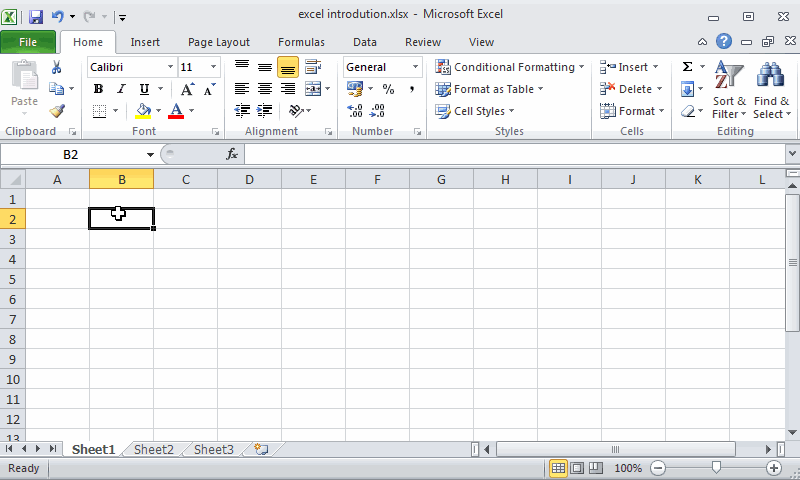 excel introdution.xlsx - Microsoft Excel
File Home Insert Page Layout Formulas Data Review View
Paste
Calibri 11
B I U
A A
A
General
% ,
.00 .00
Conditional Formatting
Format as Table
Cell Styles
Insert
Delete
Format
Σ
Sort & Filter
Find & Select
Clipboard Font Alignment Number Styles Cells Editing
B2 fx
A B C D E F G H I J K L
1
2
3
4
5
6
7
8
9
10
11
12
13
Sheet1 Sheet2 Sheet3
Ready 100%